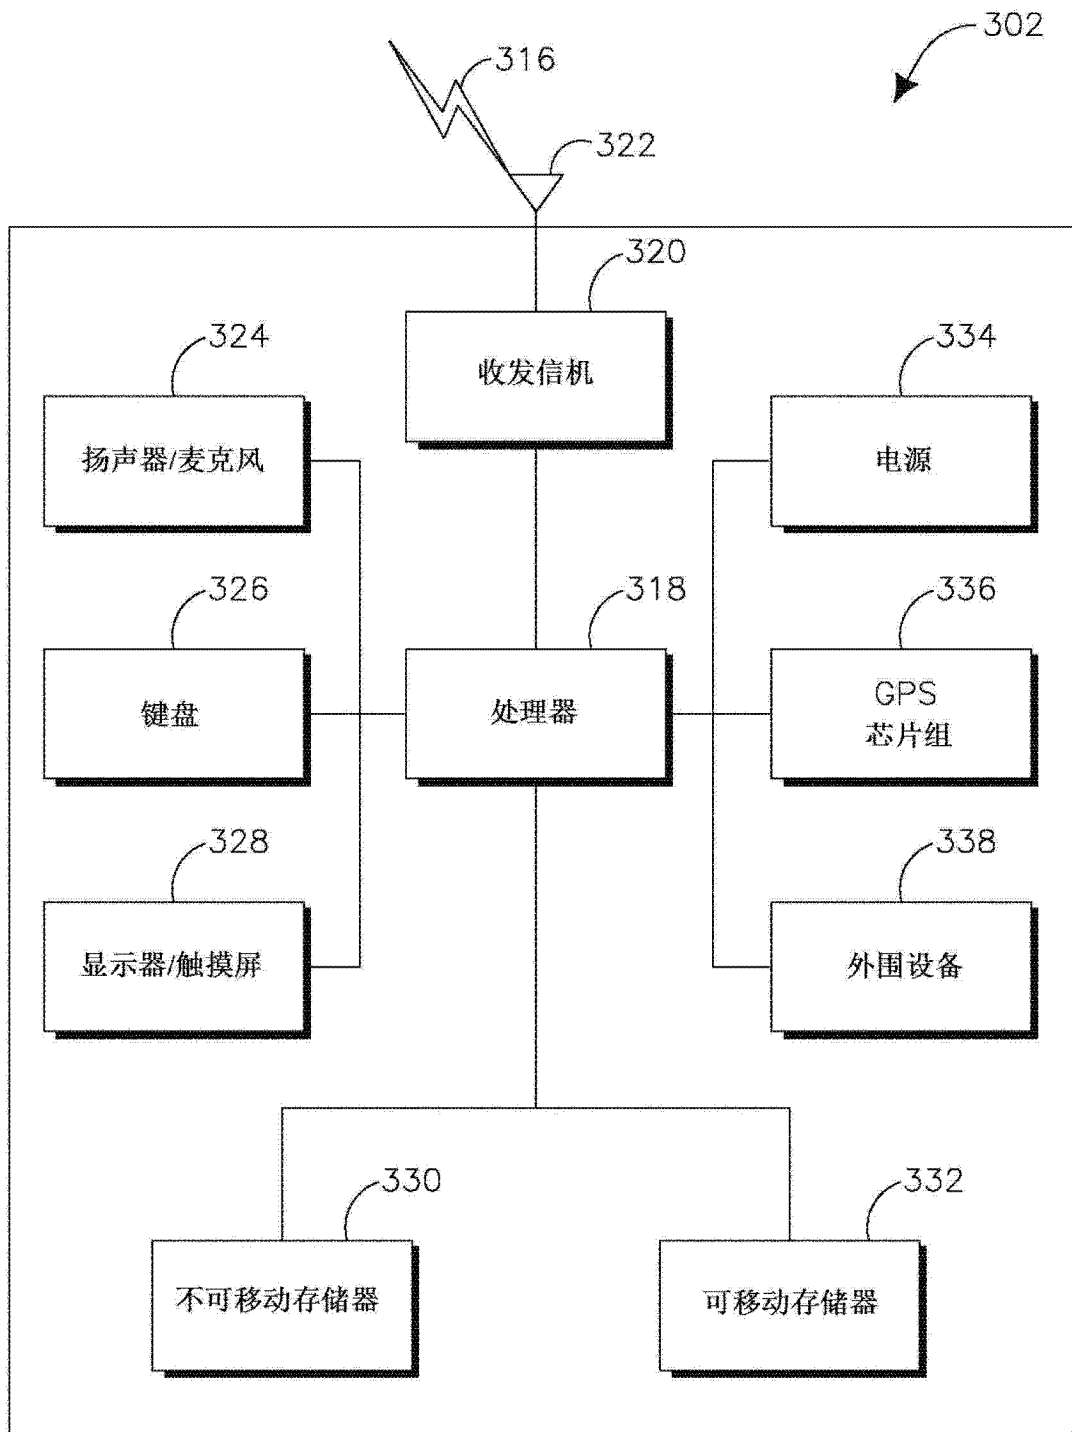 302
316
322
320
收发信机
324
扬声器/麦克风
334
电源
326
键盘
318
处理器
336
GPS
芯片组
328
显示器/触摸屏
338
外围设备
330
不可移动存储器
332
可移动存储器